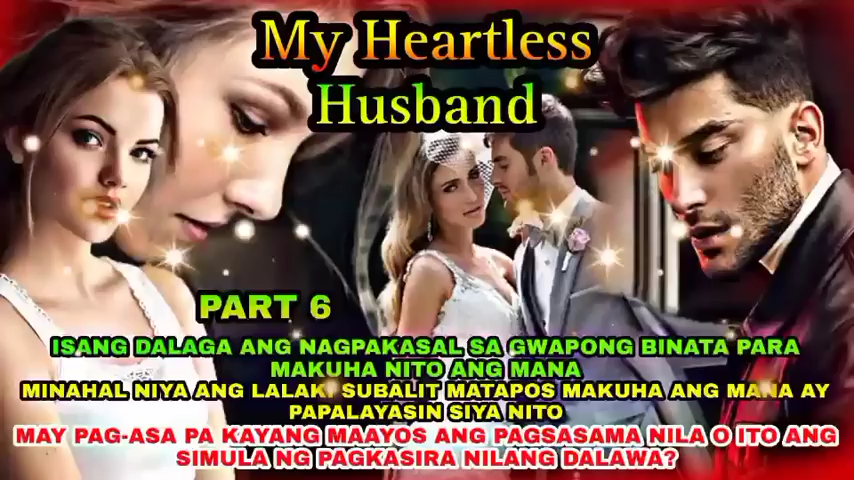 My Heartless
Husband
PART 6
ISANG DALAGA ANG NAGPAKASAL SA GWAPONG BINATA PARA
MAKUHA NITO ANG MANA
MINAHAL NIYA ANG LALAKI SUBALIT MATAPOS MAKUHA ANG MANA AY
PAPALAYASIN SIYA NITO
MAY PAG-ASA PA KAYANG MAAYOS ANG PAGSASAMA NILA O ITO ANG
SIMULA NG PAGKASIRA NILANG DALAWA?